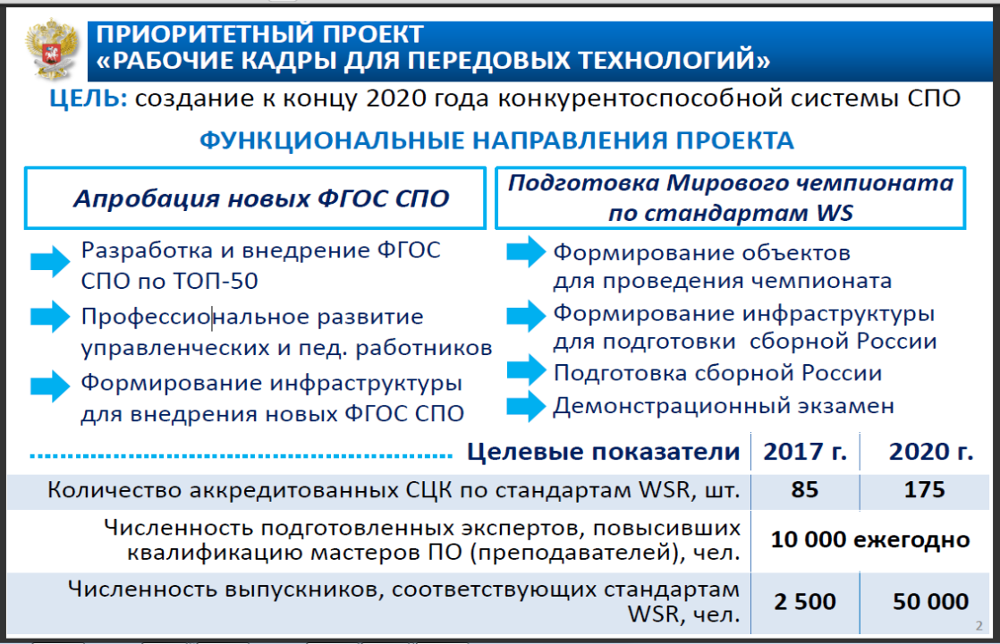 ПРИОРИТЕТНЫЙ ПРОЕКТ
«РАБОЧИЕ КАДРЫ ДЛЯ ПЕРЕДОВЫХ ТЕХНОЛОГИЙ»
ЦЕЛЬ: создание к концу 2020 года конкурентоспособной системы СПО
ФУНКЦИОНАЛЬНЫЕ НАПРАВЛЕНИЯ ПРОЕКТА
Апробация новых ФГОС СПО
Разработка и внедрение ФГОС
СПО по ТОП-50
Профессиональное развитие
управленческих и пед. работников
Формирование инфраструктуры
для внедрения новых ФГОС СПО
Подготовка Мирового чемпионата
по стандартам WS
Формирование объектов
для проведения чемпионата
Формирование инфраструктуры
для подготовки сборной России
Подготовка сборной России
Демонстрационный экзамен
Целевые показатели 2017 г. 2020 г.
Количество аккредитованных СЦК по стандартам WSR, шт. 85 175
Численность подготовленных экспертов, повысивших
квалификацию мастеров ПО (преподавателей), чел. 10 000 ежегодно
Численность выпускников, соответствующих стандартам
WSR, чел. 2 500 50 000
2